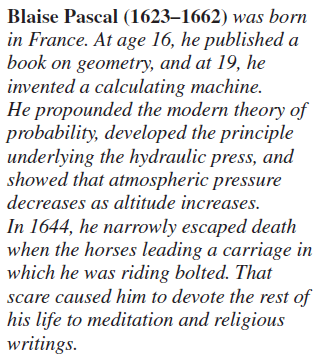 Blaise Pascal (1623–1662) was born
in France. At age 16, he published a
book on geometry, and at 19, he
invented a calculating machine.
He propounded the modern theory of
probability, developed the principle
underlying the hydraulic press, and
showed that atmospheric pressure
decreases as altitude increases.
In 1644, he narrowly escaped death
when the horses leading a carriage in
which he was riding bolted. That
scare caused him to devote the rest of
his life to meditation and religious
writings.